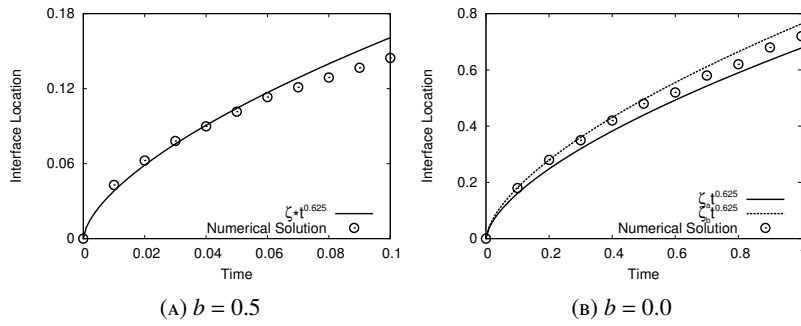 0.18
0.12
0.06
0
0
0.02
0.04
0.06
0.08
0.1
Interface Location
Time
ζ*t^0.625
Numerical Solution
(A) b = 0.5
0.8
0.6
0.4
0.2
0
0
0.2
0.4
0.6
0.8
Interface Location
Time
ζₐt^0.625
ζ_b t^0.625
Numerical Solution
(B) b = 0.0